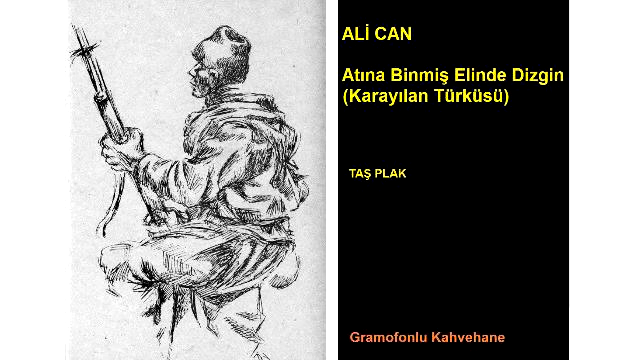 ALİ CAN
Atına Binmiş Elinde Dizgin
(Karayılan Türküsü)
TAŞ PLAK
Gramofonlu Kahvehane